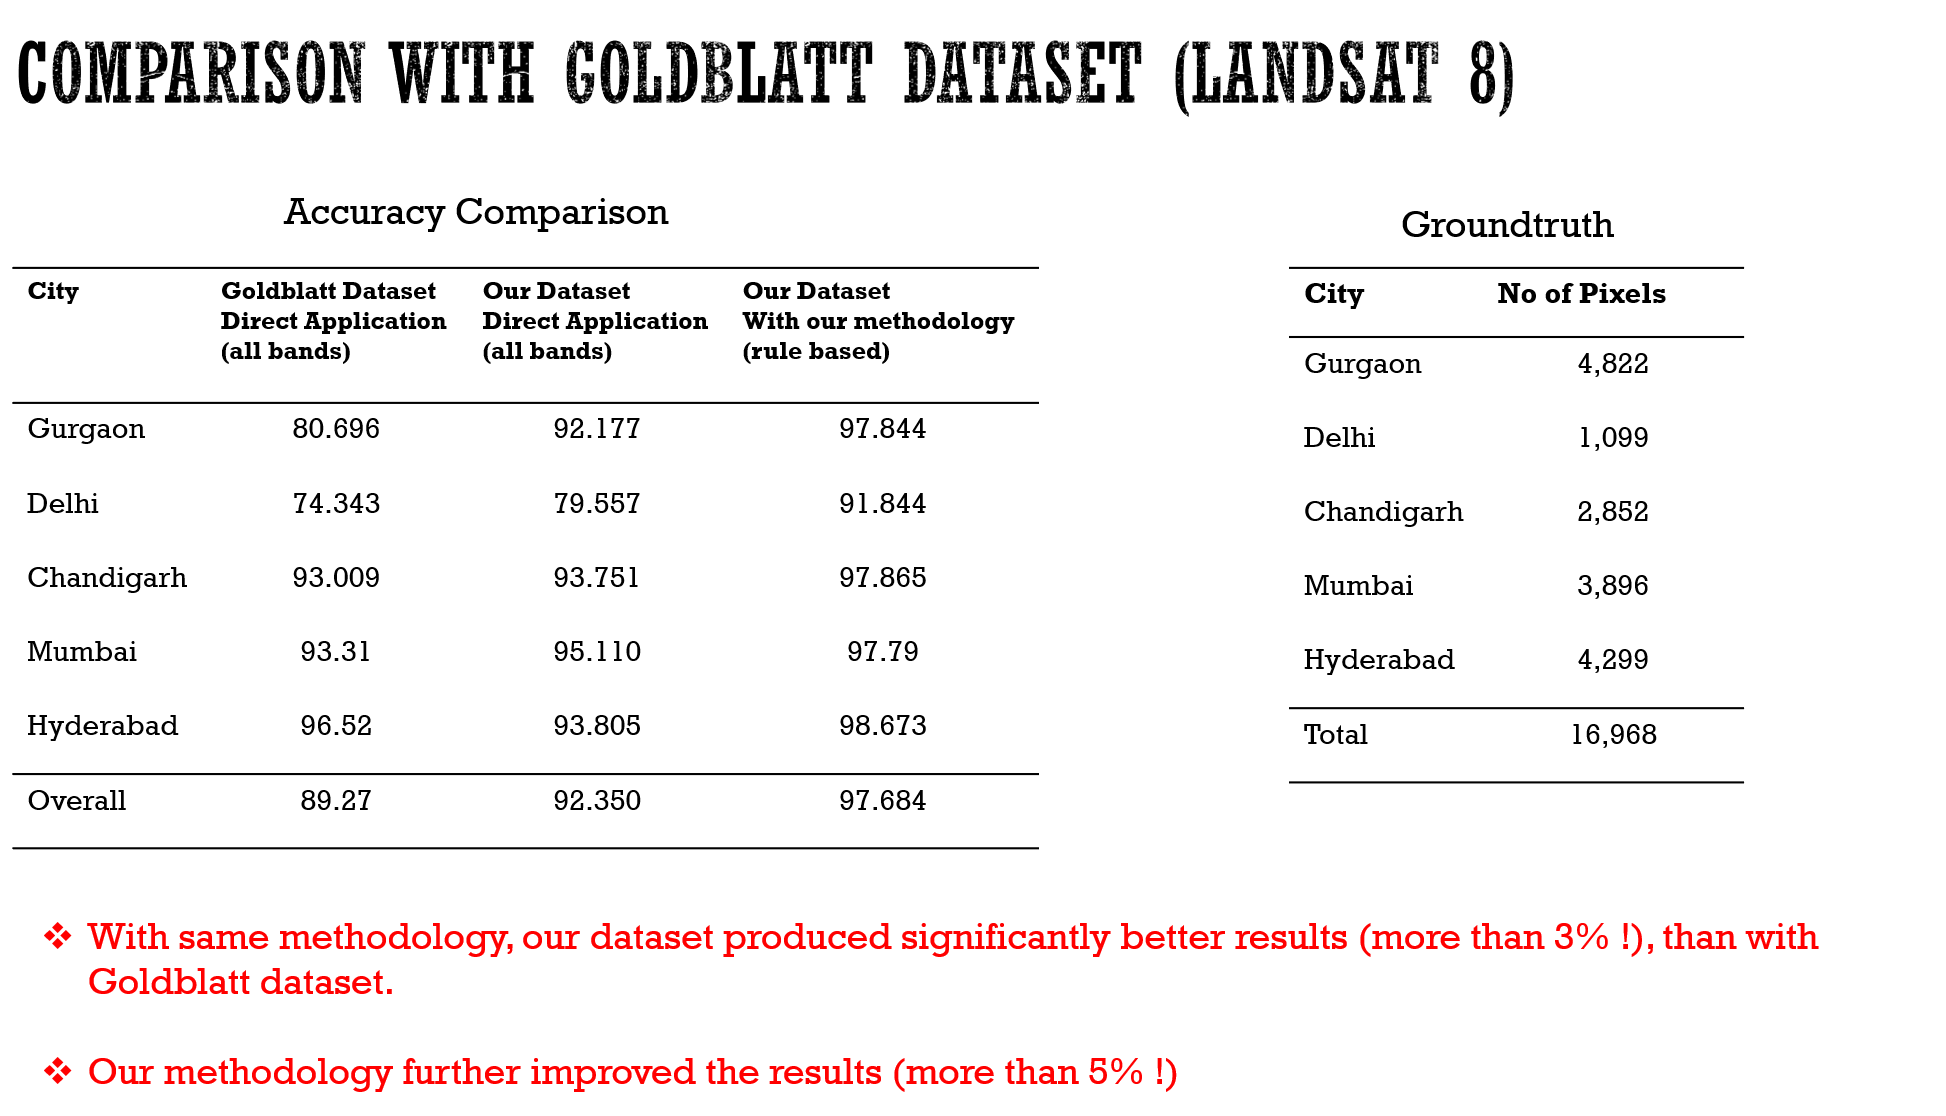 COMPARISON WITH GOLDBLATT DATASET (LANDSAT 8)
Accuracy Comparison
City Goldblatt Dataset Direct Application (all bands) Our Dataset Direct Application (all bands) Our Dataset With our methodology (rule based)
Gurgaon 80.696 92.177 97.844
Delhi 74.343 79.557 91.844
Chandigarh 93.009 93.751 97.865
Mumbai 93.31 95.110 97.79
Hyderabad 96.52 93.805 98.673
Overall 89.27 92.350 97.684
Groundtruth
City No of Pixels
Gurgaon 4,822
Delhi 1,099
Chandigarh 2,852
Mumbai 3,896
Hyderabad 4,299
Total 16,968
❖ With same methodology, our dataset produced significantly better results (more than 3% !), than with
Goldblatt dataset.
❖ Our methodology further improved the results (more than 5% !)